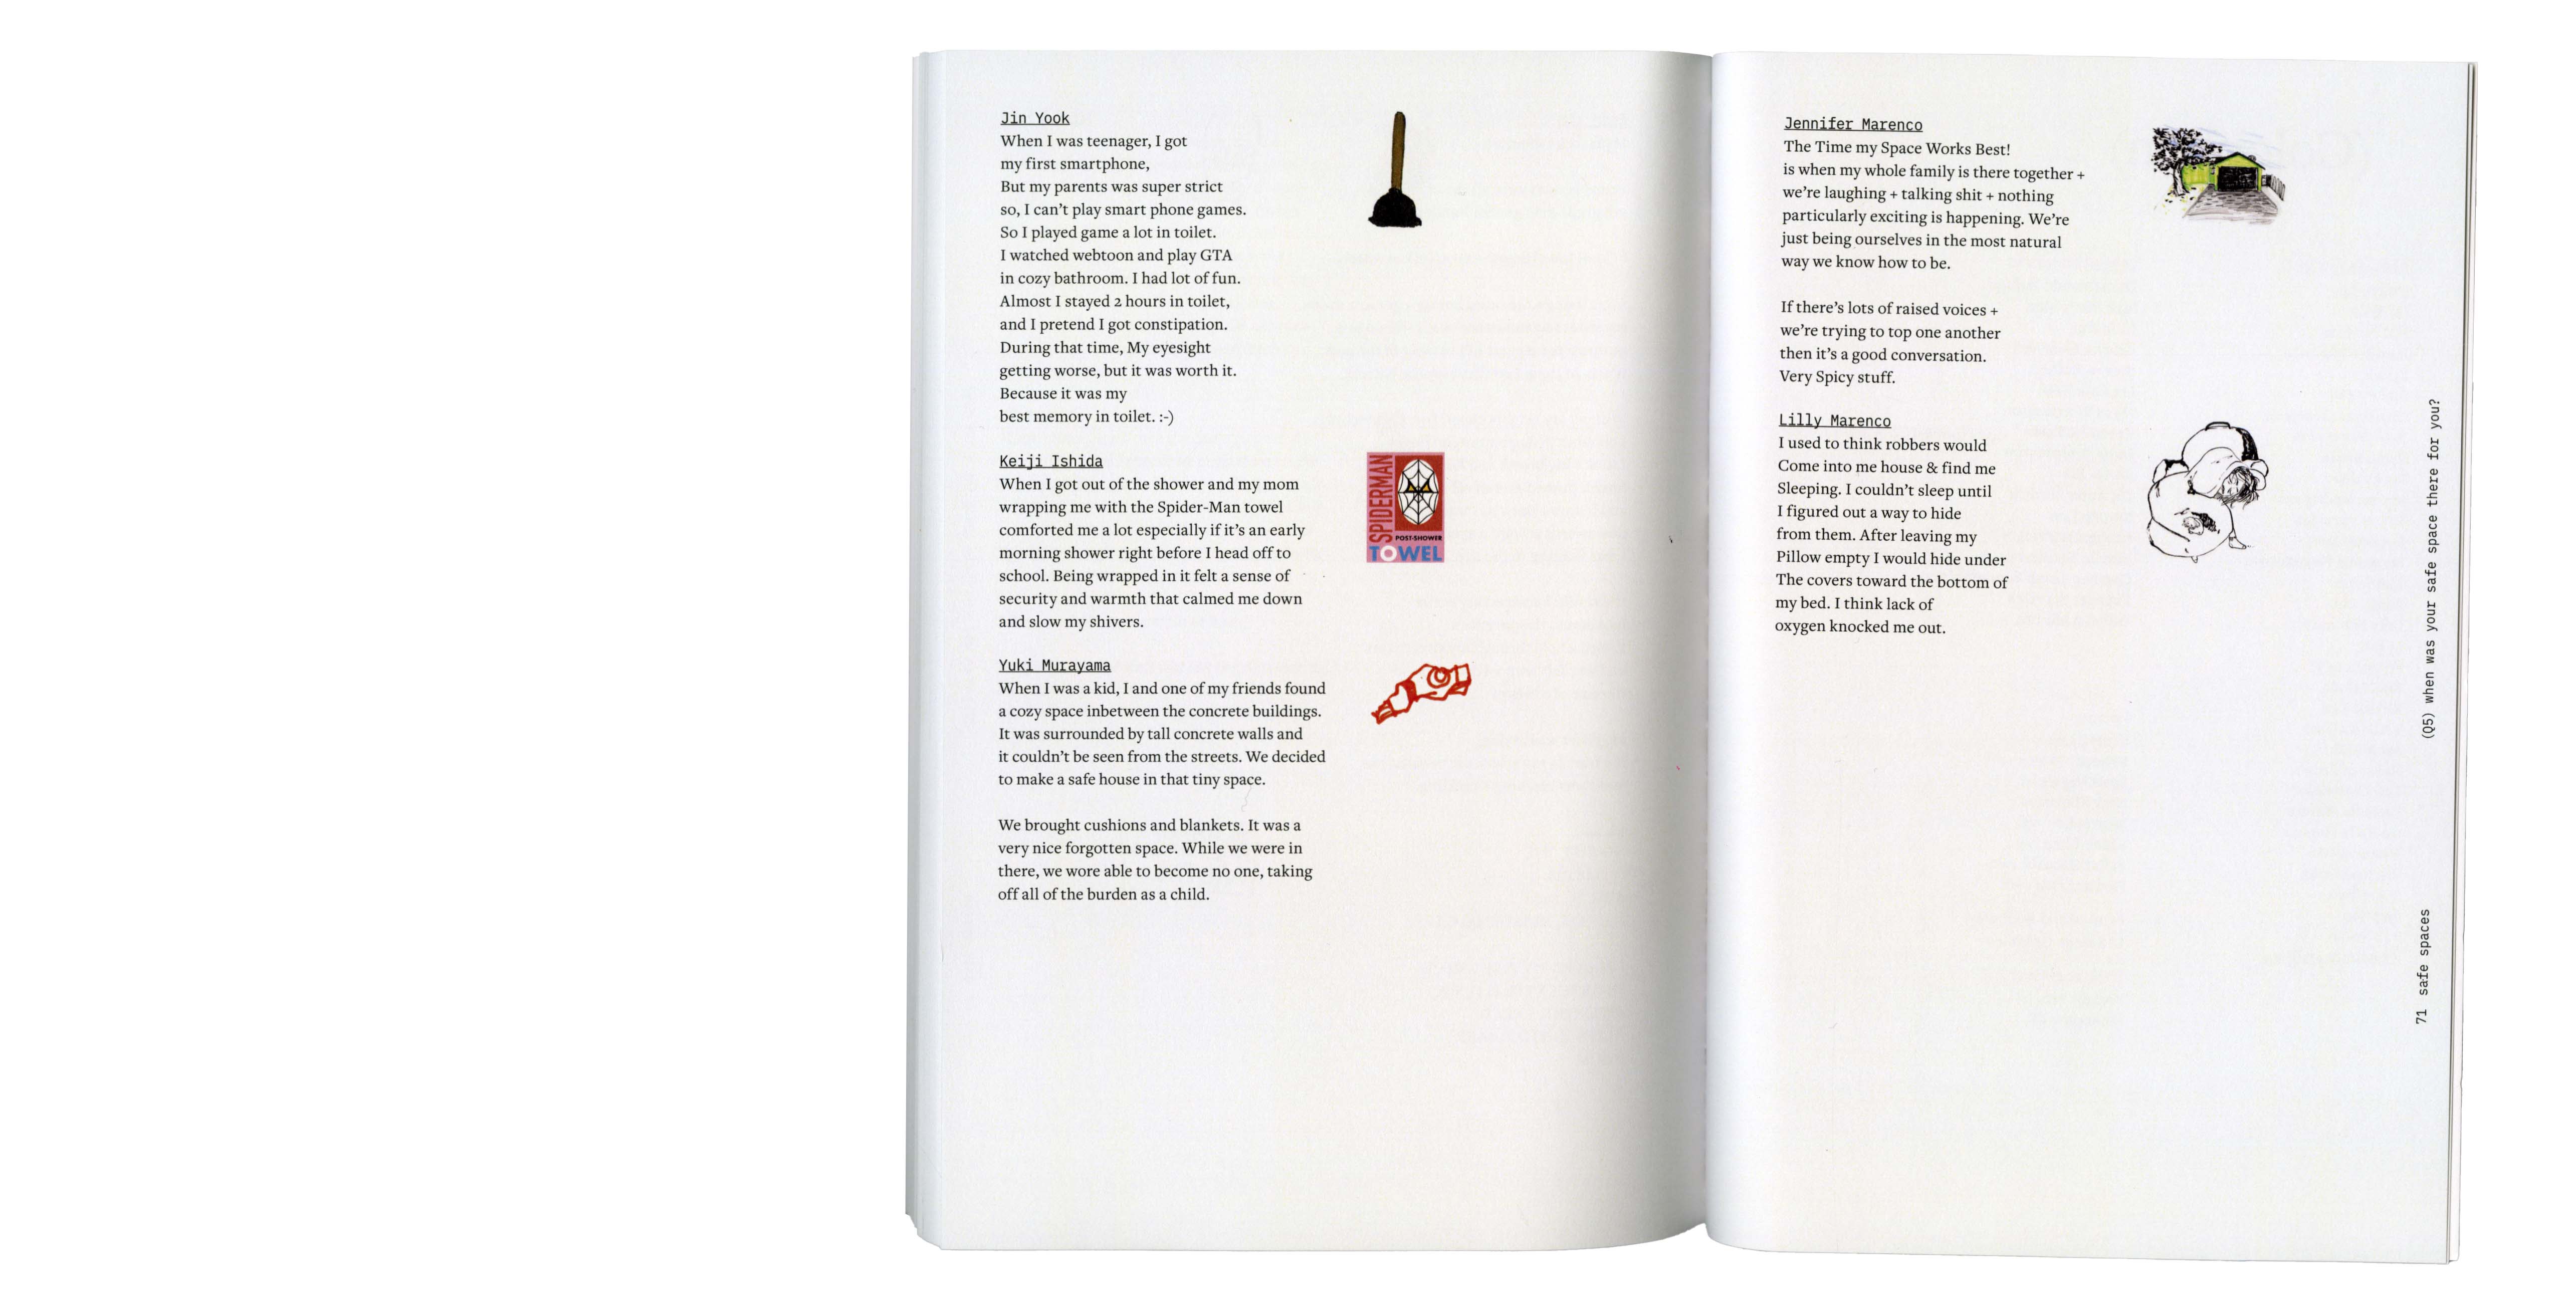 Jin Yook
When I was teenager, I got
my first smartphone,
But my parents was super strict
so, I can't play smart phone games.
So I played game a lot in toilet.
I watched webtoon and play GTA
in cozy bathroom. I had lot of fun.
Almost I stayed 2 hours in toilet,
and I pretend I got constipation.
During that time, My eyesight
getting worse, but it was worth it.
Because it was my
best memory in toilet. :-)
Keiji Ishida
When I got out of the shower and my mom
wrapping me with the Spider-Man towel
comforted me a lot especially if it's an early
morning shower right before I head off to
school. Being wrapped in it felt a sense of
security and warmth that calmed me down
and slow my shivers.
SPIDERMAN
POST-SHOWER
TOWEL
Yuki Murayama
When I was a kid, I and one of my friends found
a cozy space inbetween the concrete buildings.
It was surrounded by tall concrete walls and
it couldn't be seen from the streets. We decided
to make a safe house in that tiny space.
We brought cushions and blankets. It was a
very nice forgotten space. While we were in
there, we wore able to become no one, taking
off all of the burden as a child.
Jennifer Marenco
The Time my Space Works Best!
is when my whole family is there together +
we're laughing + talking shit + nothing
particularly exciting is happening. We're
just being ourselves in the most natural
way we know how to be.
If there's lots of raised voices +
we're trying to top one another
then it's a good conversation.
Very Spicy stuff.
Lilly Marenco
I used to think robbers would
Come into me house & find me
Sleeping. I couldn't sleep until
I figured out a way to hide
from them. After leaving my
Pillow empty I would hide under
The covers toward the bottom of
my bed. I think lack of
oxygen knocked me out.
(Q5) when was your safe space there for you?
71 safe spaces